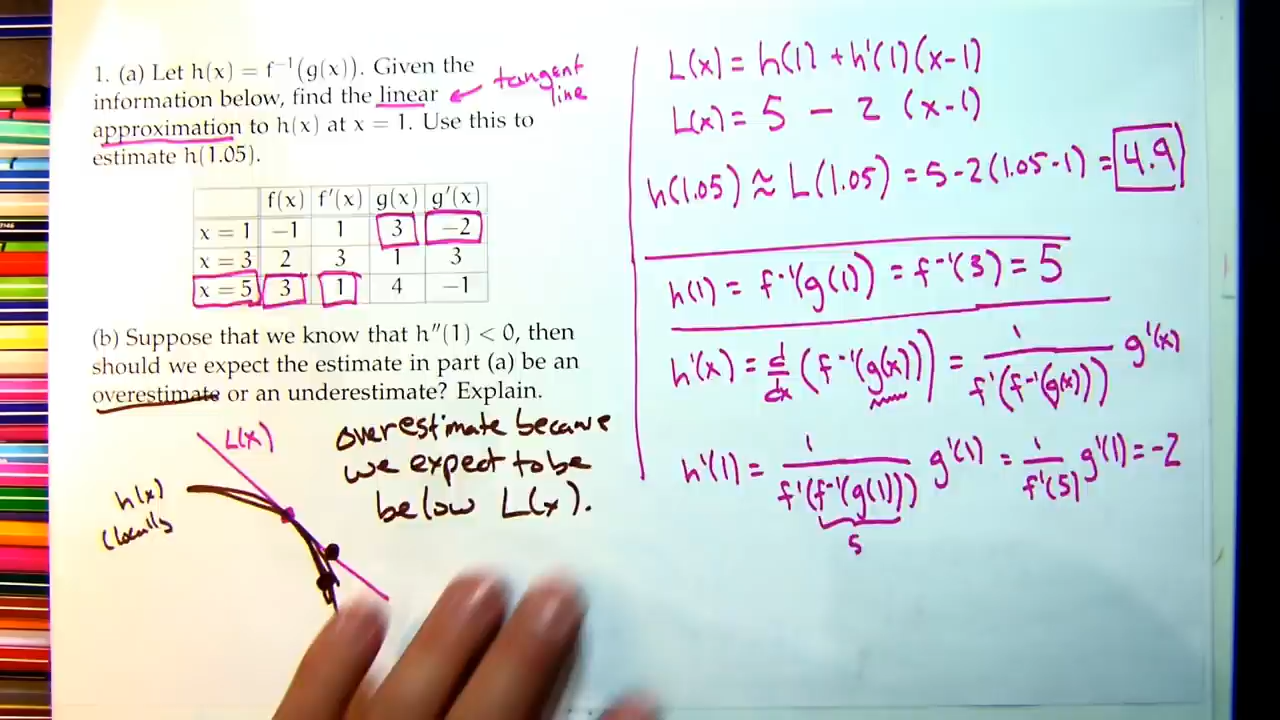 1. (a) Let h(x) = f⁻¹(g(x)). Given the
information below, find the linear
approximation to h(x) at x = 1. Use this to
estimate h(1.05).
tangent
line
f(x) f′(x) g(x) g′(x)
x = 1 −1 1 3 −2
x = 3 2 3 1 3
x = 5 3 1 4 −1
(b) Suppose that we know that h″(1) < 0, then
should we expect the estimate in part (a) be an
overestimate or an underestimate? Explain.
L(x)
h(x)
(locally
overestimate because
we expect to be
below L(x).
L(x) = h(1) + h'(1)(x-1)
L(x) = 5 - 2 (x-1)
h(1.05) ≈ L(1.05) = 5-2(1.05-1) = 4.9
h(1) = f⁻¹(g(1)) = f⁻¹(3) = 5
h'(x) = d/dx (f⁻¹(g(x))) = 1/f'(f⁻¹(g(x))) g'(x)
h'(1) = 1/f'(f⁻¹(g(1))) g'(1) = 1/f'(5) g'(1) = -2
5